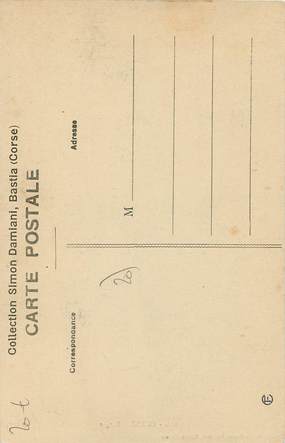 Collection Simon Damiani, Bastia (Corse)
CARTE POSTALE
Correspondance
Adresse
M
20